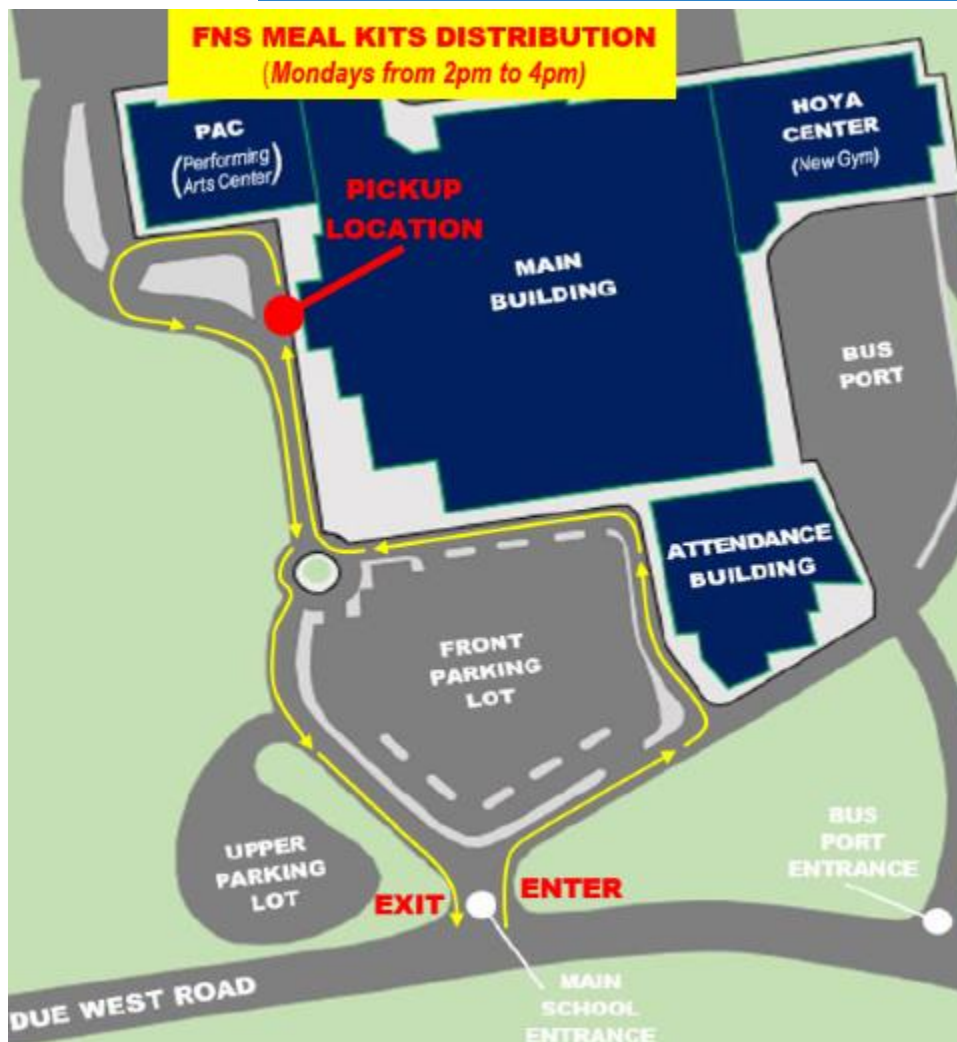 FNS MEAL KITS DISTRIBUTION
(Mondays from 2pm to 4pm)
PAC
(Performing
Arts Center)
HOYA
CENTER
(New Gym)
PICKUP
LOCATION
MAIN
BUILDING
BUS
PORT
ATTENDANCE
BUILDING
FRONT
PARKING
LOT
UPPER
PARKING
LOT
BUS
PORT
ENTRANCE
EXIT
ENTER
MAIN
SCHOOL
ENTRANCE
DUE WEST ROAD